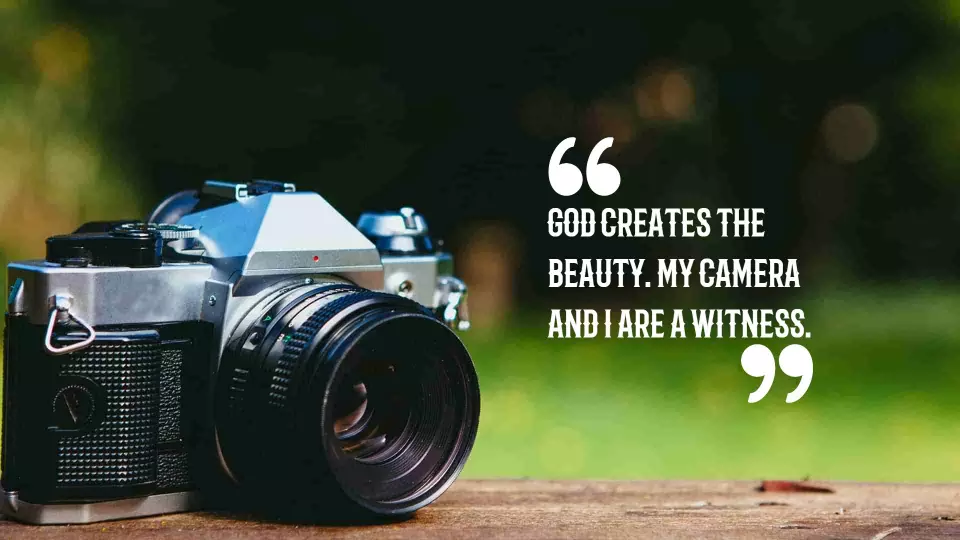 “
GOD CREATES THE
BEAUTY. MY CAMERA
AND I ARE A WITNESS.
”